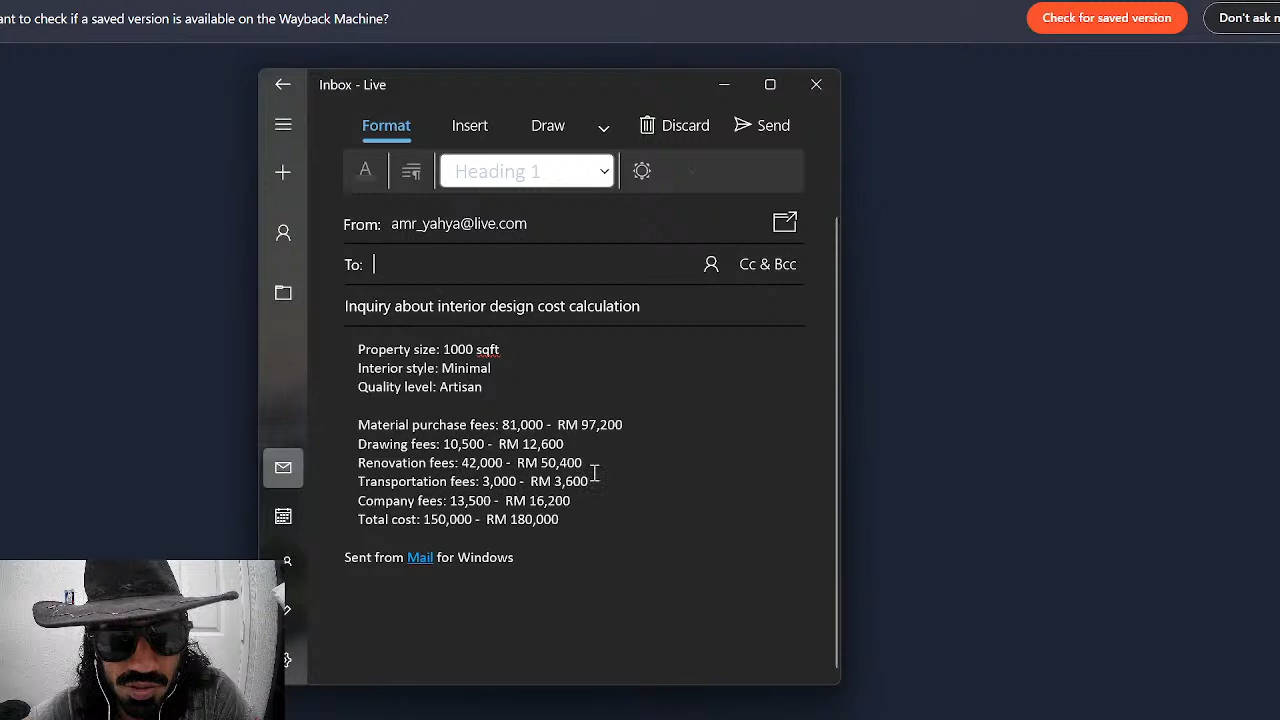 ant to check if a saved version is available on the Wayback Machine?
Check for saved version
Don't ask
Inbox - Live
Format
Insert
Draw
Discard
Send
A
Heading 1
From: amr_yahya@live.com
To:
Cc & Bcc
Inquiry about interior design cost calculation
Property size: 1000 sqft
Interior style: Minimal
Quality level: Artisan
Material purchase fees: 81,000 - RM 97,200
Drawing fees: 10,500 - RM 12,600
Renovation fees: 42,000 - RM 50,400
Transportation fees: 3,000 - RM 3,600
Company fees: 13,500 - RM 16,200
Total cost: 150,000 - RM 180,000
Sent from Mail for Windows